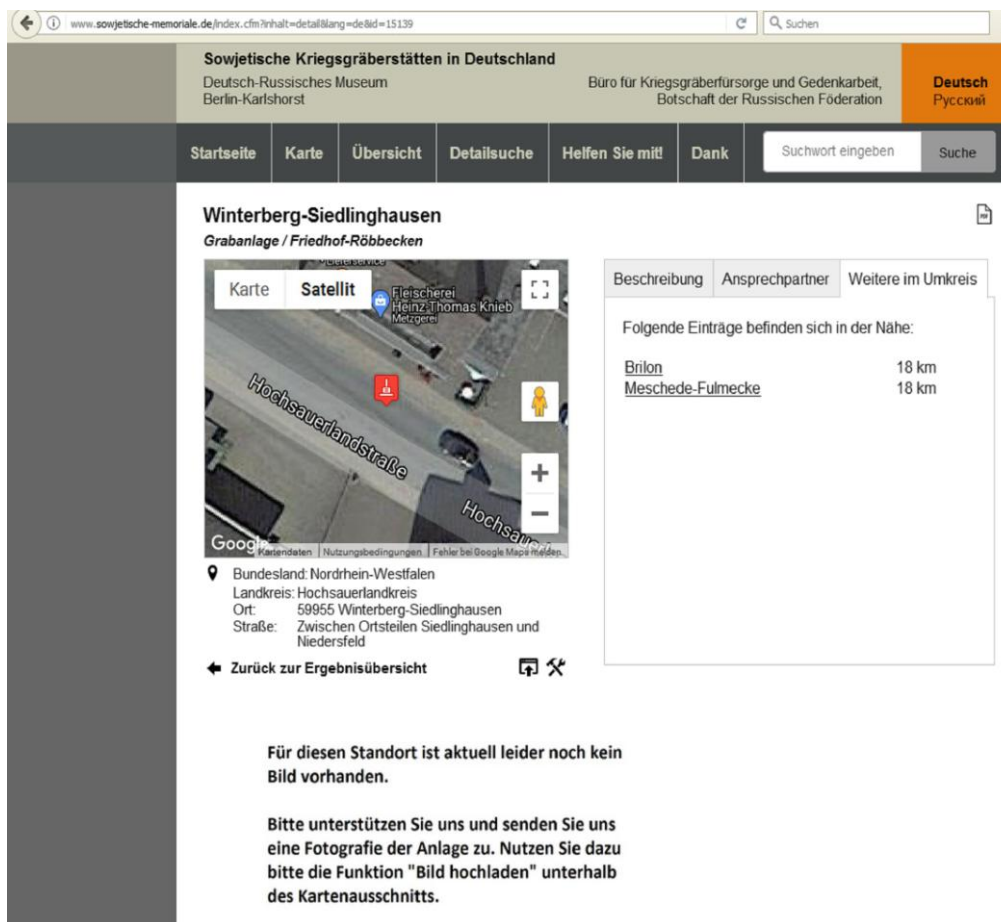 www.sowjetische-memoriale.de/index.cfm?inhalt=detail&lang=de&id=15139
Suchen
Sowjetische Kriegsgräberstätten in Deutschland
Deutsch-Russisches Museum
Berlin-Karlshorst
Büro für Kriegsgräberfürsorge und Gedenkarbeit,
Botschaft der Russischen Föderation
Deutsch
Русский
Startseite
Karte
Übersicht
Detailsuche
Helfen Sie mit!
Dank
Suchwort eingeben
Suche
Winterberg-Siedlinghausen
Grabanlage / Friedhof-Röbbecken
Karte
Satellit
Lieferservice
Fleischerei
Heinz-Thomas Knieb
Metzgerei
Hochsauerlandstraße
Google
Kartendaten
Nutzungsbedingungen
Fehler bei Google Maps melden
Bundesland: Nordrhein-Westfalen
Landkreis: Hochsauerlandkreis
Ort: 59955 Winterberg-Siedlinghausen
Straße: Zwischen Ortsteilen Siedlinghausen und
Niedersfeld
Zurück zur Ergebnisübersicht
Beschreibung
Ansprechpartner
Weitere im Umkreis
Folgende Einträge befinden sich in der Nähe:
Brilon 18 km
Meschede-Fulmecke 18 km
Für diesen Standort ist aktuell leider noch kein
Bild vorhanden.
Bitte unterstützen Sie uns und senden Sie uns
eine Fotografie der Anlage zu. Nutzen Sie dazu
bitte die Funktion "Bild hochladen" unterhalb
des Kartenausschnitts.